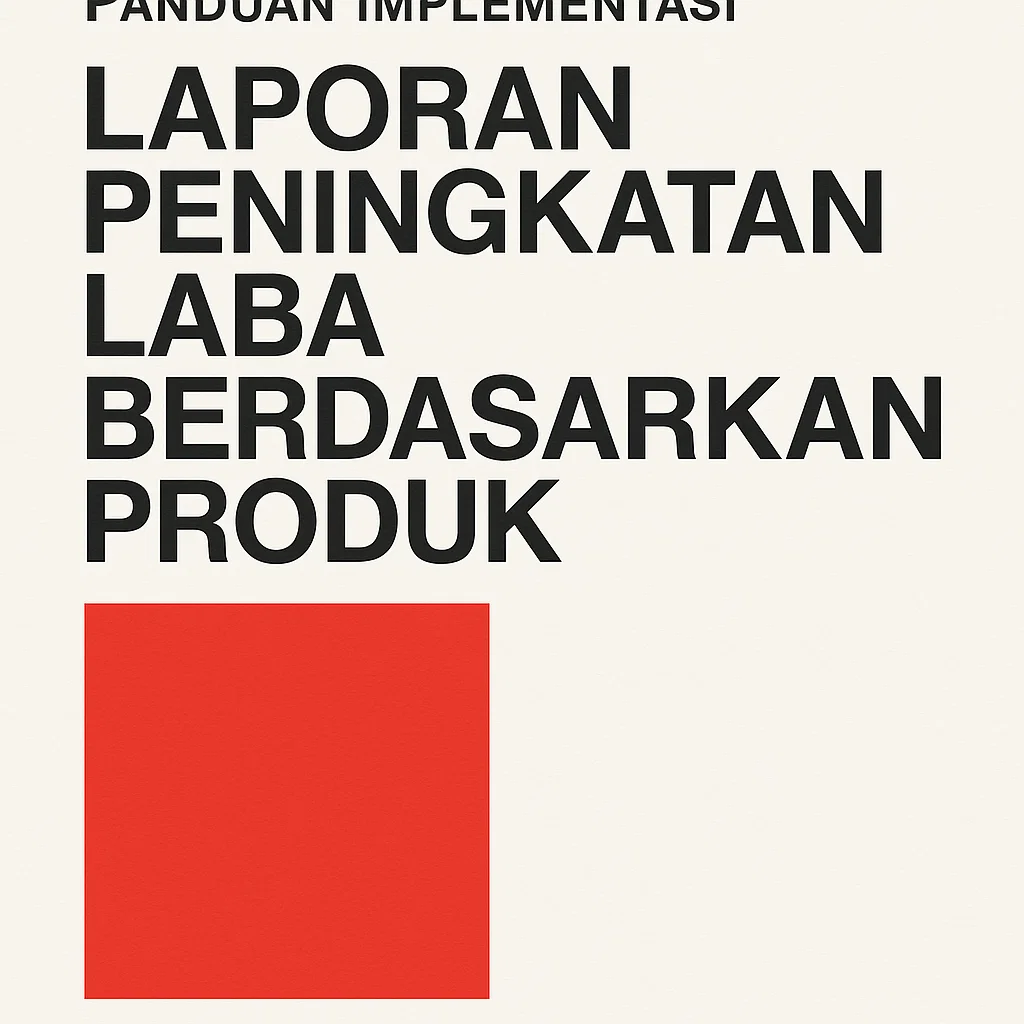 PANDUAN IMPLEMENTASI
LAPORAN
PENINGKATAN
LABA
BERDASARKAN
PRODUK